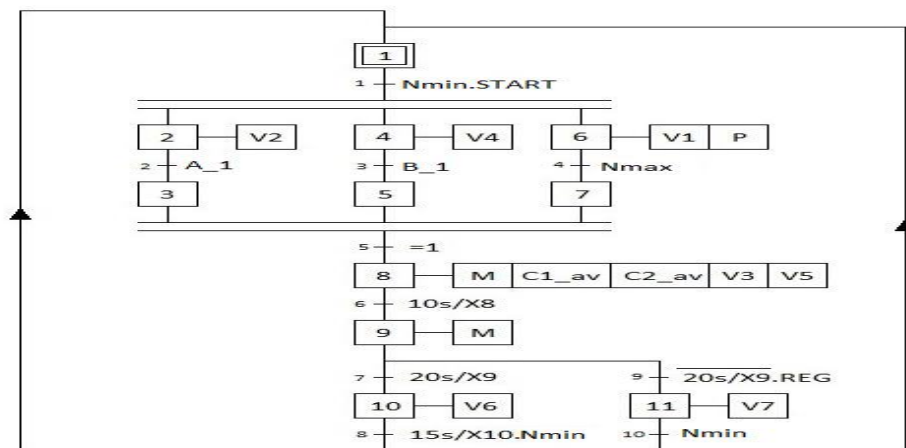 1
1 Nmin.START
2 V2 4 V4 6 V1 P
2 A_1 3 B_1 4 Nmax
3 5 7
5 =1
8 M C1_av C2_av V3 V5
6 10s/X8
9 M
7 20s/X9 9 20s/X9.REG
10 V6 11 V7
8 15s/X10.Nmin 10 Nmin